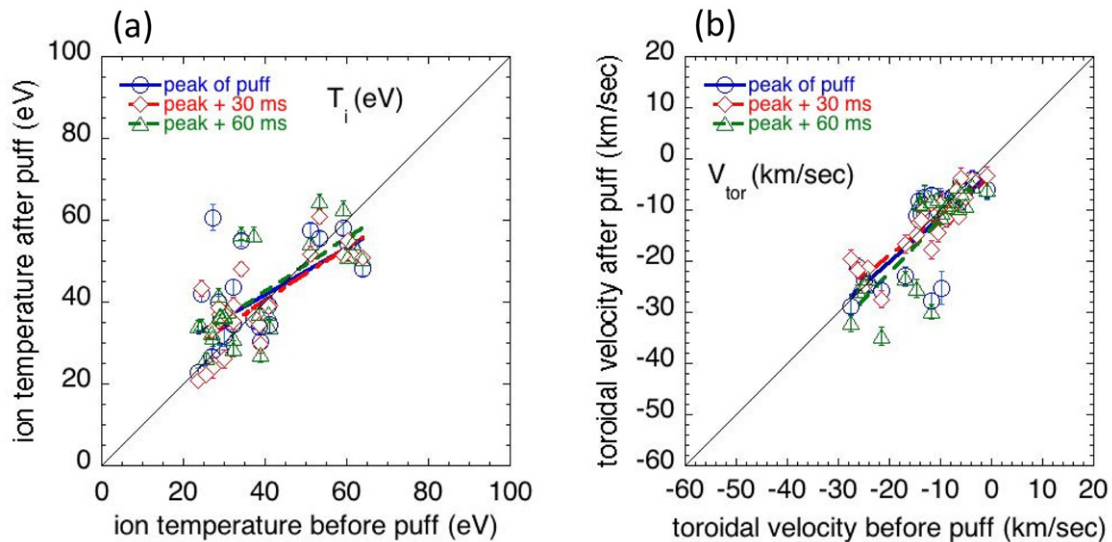 (a)
100
80
60
40
20
0
ion temperature after puff (eV)
peak of puff
peak + 30 ms
peak + 60 ms
T_i (eV)
0 20 40 60 80 100
ion temperature before puff (eV)
(b)
20
10
0
-10
-20
-30
-40
-50
-60
toroidal velocity after puff (km/sec)
peak of puff
peak + 30 ms
peak + 60 ms
V_tor (km/sec)
-60 -50 -40 -30 -20 -10 0 10 20
toroidal velocity before puff (km/sec)